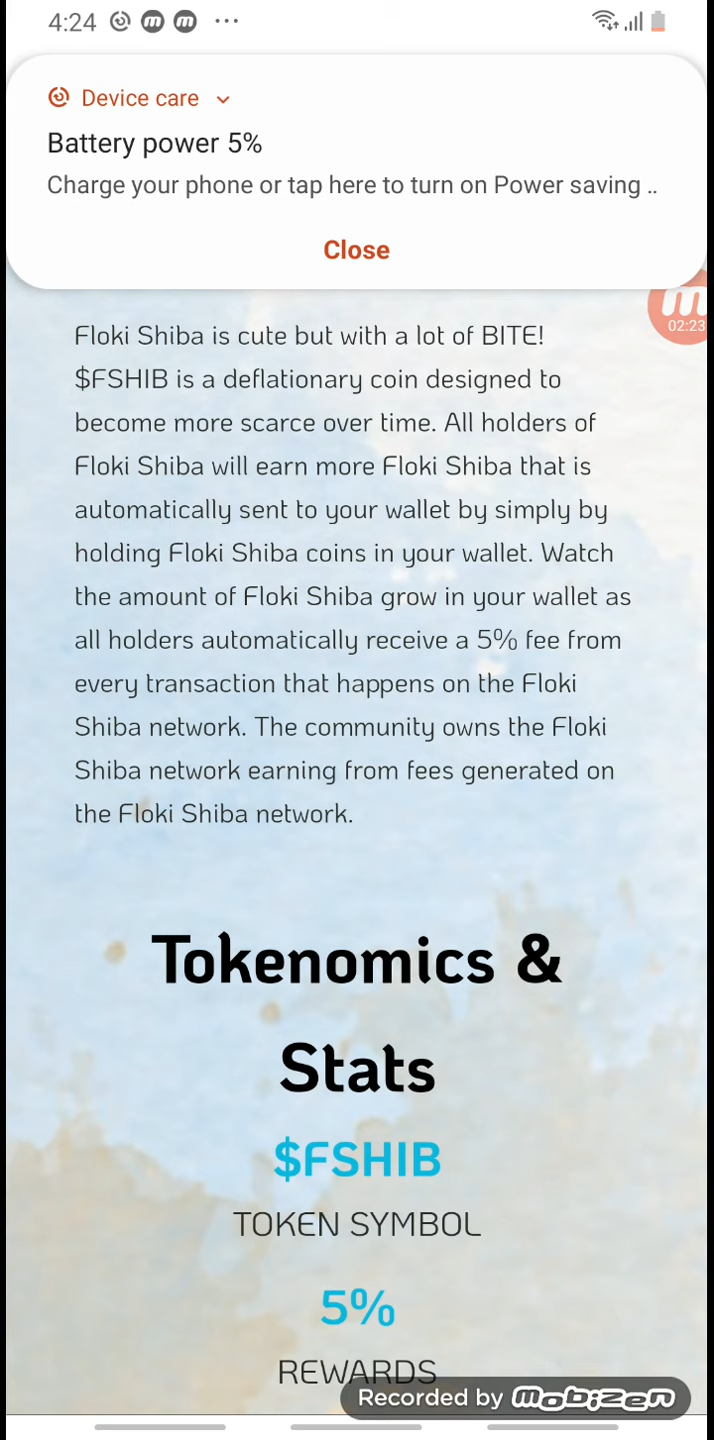 4:24
Device care
Battery power 5%
Charge your phone or tap here to turn on Power saving ..
Close
m
02:23
Floki Shiba is cute but with a lot of BITE!
$FSHIB is a deflationary coin designed to
become more scarce over time. All holders of
Floki Shiba will earn more Floki Shiba that is
automatically sent to your wallet by simply by
holding Floki Shiba coins in your wallet. Watch
the amount of Floki Shiba grow in your wallet as
all holders automatically receive a 5% fee from
every transaction that happens on the Floki
Shiba network. The community owns the Floki
Shiba network earning from fees generated on
the Floki Shiba network.
Tokenomics &
Stats
$FSHIB
TOKEN SYMBOL
5%
REWARDS
Recorded by mobizen